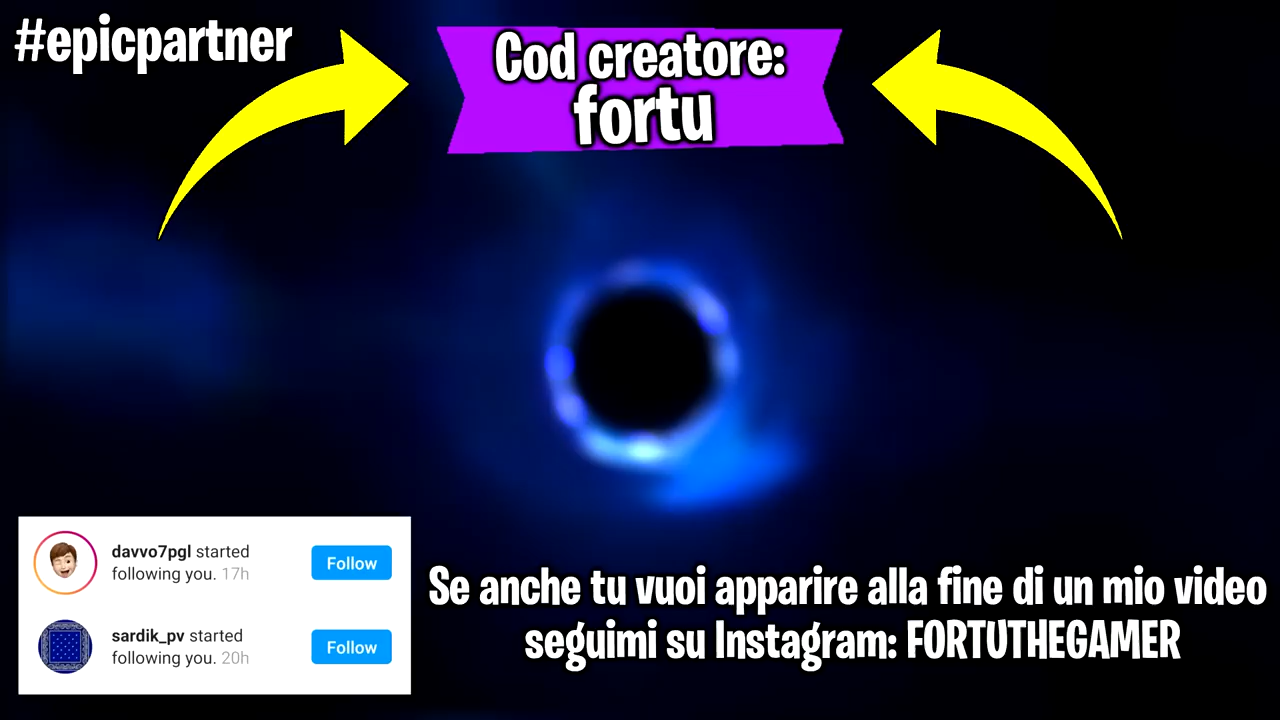 #epicpartner
Cod creatore:
fortu
davvo7pgl started
following you. 17h
Follow
sardik_pv started
following you. 20h
Follow
Se anche tu vuoi apparire alla fine di un mio video
seguimi su Instagram: FORTUTHEGAMER